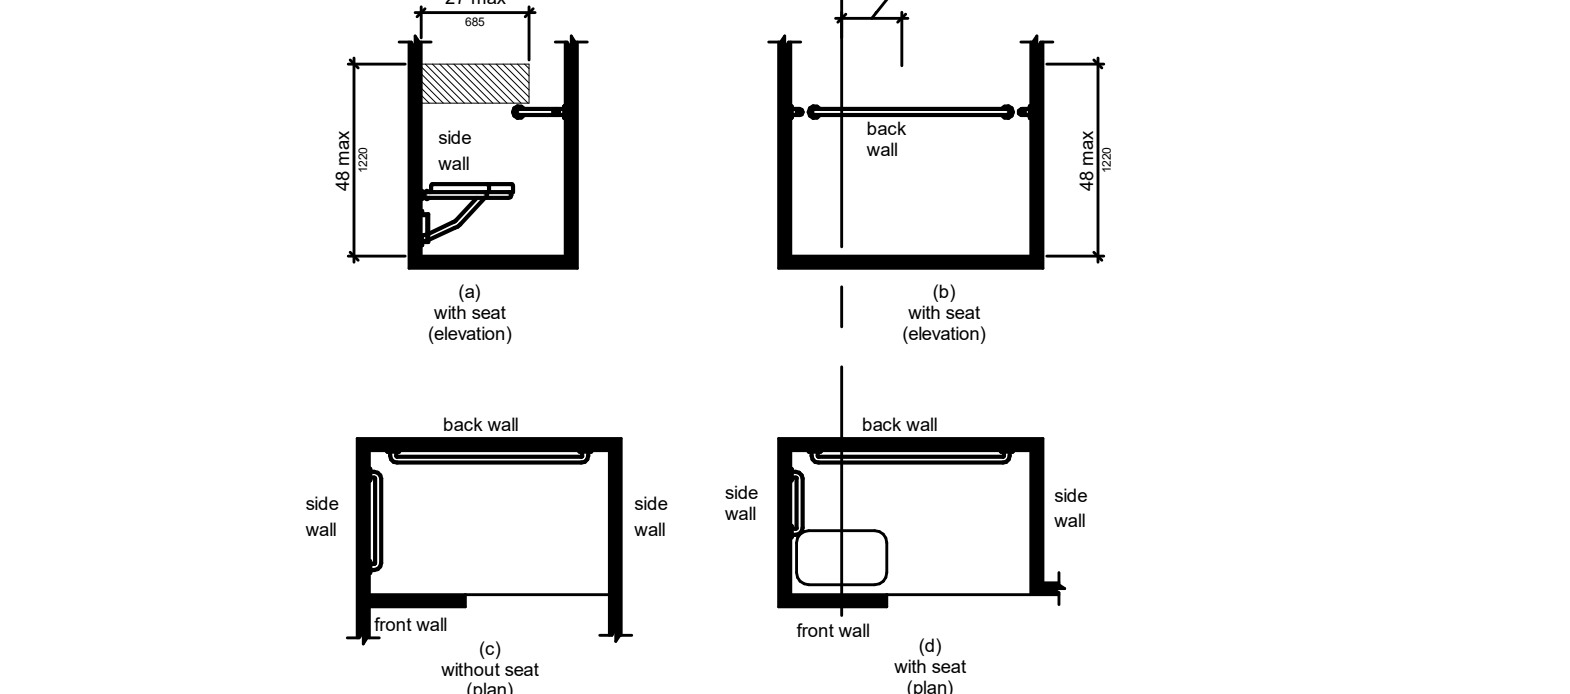 27 max
685
side
wall
48 max
1220
back
wall
48 max
1220
(a)
with seat
(elevation)
(b)
with seat
(elevation)
back wall
side
wall
side
wall
front wall
(c)
without seat
(plan)
back wall
side
wall
side
wall
front wall
(d)
with seat
(plan)